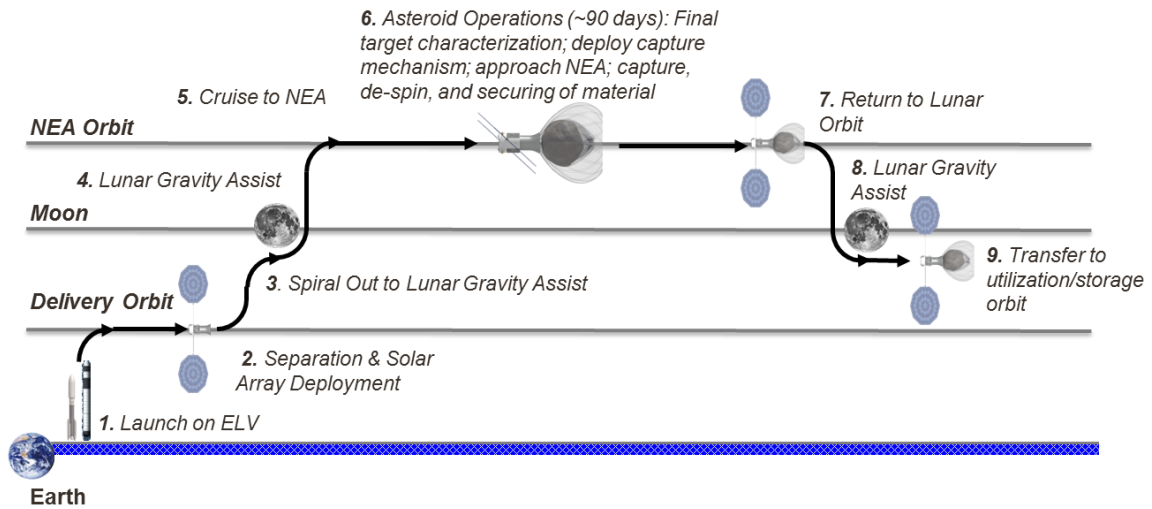 6. Asteroid Operations (~90 days): Final
target characterization; deploy capture
mechanism; approach NEA; capture,
de-spin, and securing of material
5. Cruise to NEA
7. Return to Lunar
Orbit
NEA Orbit
4. Lunar Gravity Assist
8. Lunar Gravity
Assist
Moon
3. Spiral Out to Lunar Gravity Assist
9. Transfer to
utilization/storage
orbit
Delivery Orbit
2. Separation & Solar
Array Deployment
1. Launch on ELV
Earth